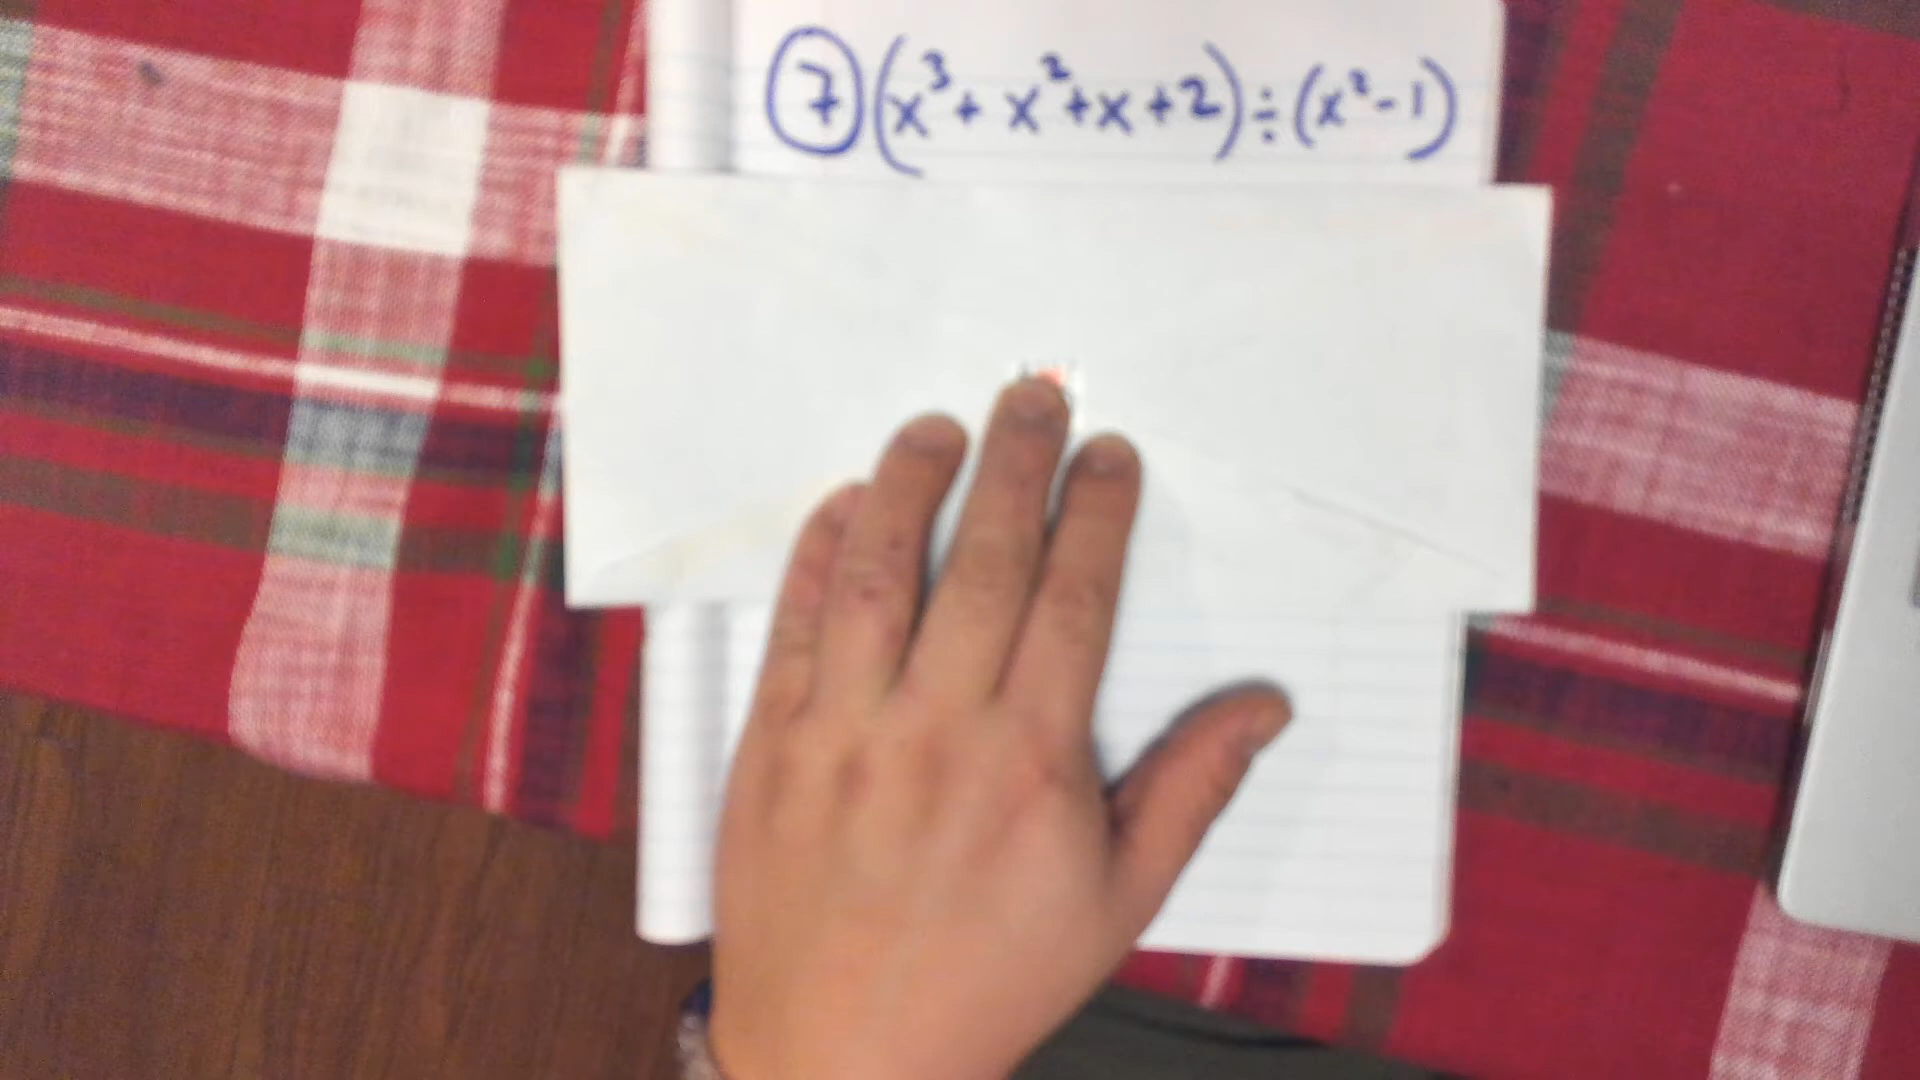 ⑦ (x³ + x² + x + 2) ÷ (x² - 1)